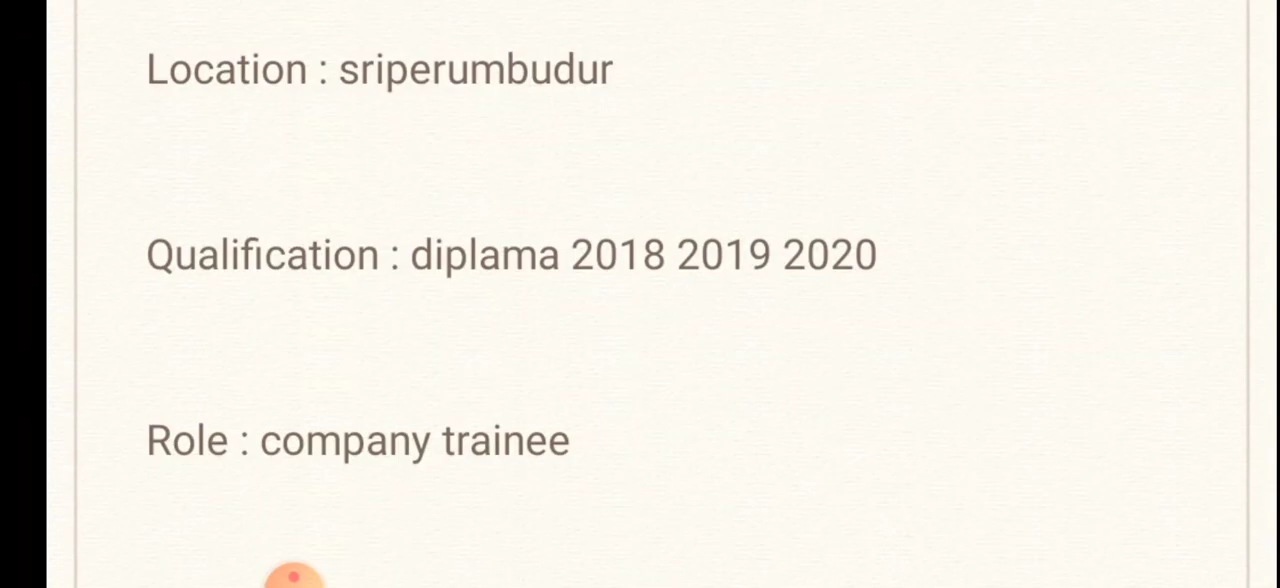 Location : sriperumbudur
Qualification : diplama 2018 2019 2020
Role : company trainee